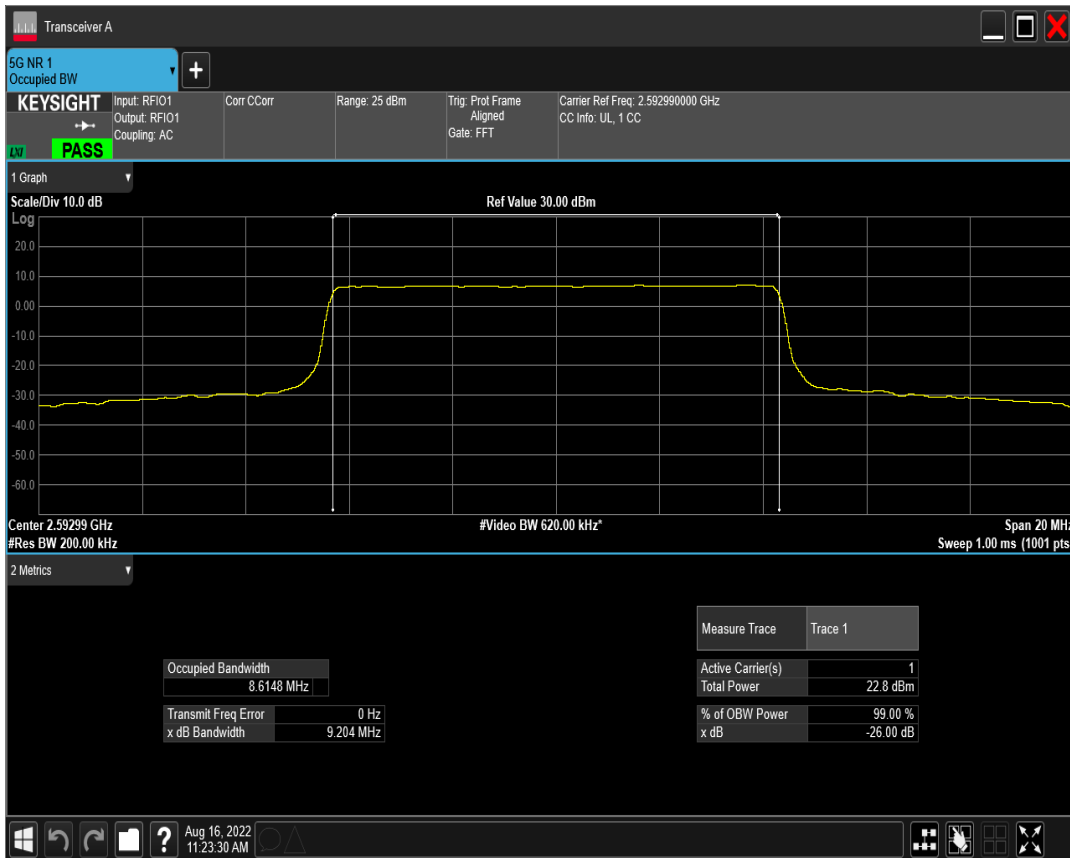 Transceiver A
5G NR 1
Occupied BW
+
KEYSIGHT
LXI
PASS
Input: RFIO1
Output: RFIO1
Coupling: AC
Corr CCorr
Range: 25 dBm
Trig: Prot Frame
Aligned
Gate: FFT
Carrier Ref Freq: 2.592990000 GHz
CC Info: UL, 1 CC
1 Graph
Scale/Div 10.0 dB
Ref Value 30.00 dBm
Log
20.0
10.0
0.00
-10.0
-20.0
-30.0
-40.0
-50.0
-60.0
Center 2.59299 GHz
#Video BW 620.00 kHz*
Span 20 MHz
#Res BW 200.00 kHz
Sweep 1.00 ms (1001 pts
2 Metrics
Measure Trace Trace 1
Occupied Bandwidth
8.6148 MHz
Active Carrier(s) 1
Total Power 22.8 dBm
Transmit Freq Error 0 Hz
x dB Bandwidth 9.204 MHz
% of OBW Power 99.00 %
x dB -26.00 dB
?
Aug 16, 2022
11:23:30 AM